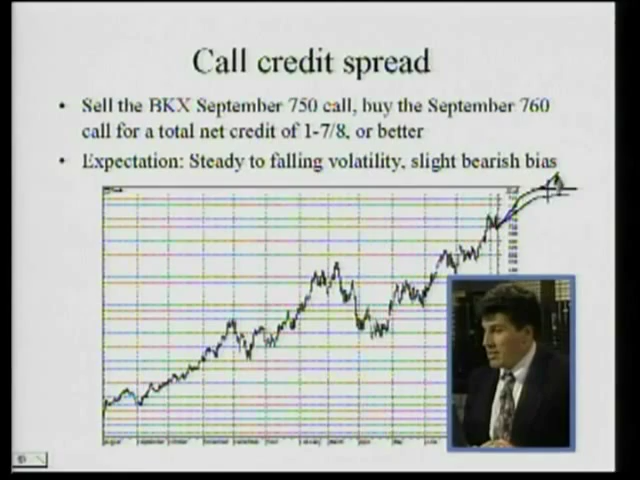 Call credit spread
• Sell the BKX September 750 call, buy the September 760
call for a total net credit of 1-7/8, or better
• Expectation: Steady to falling volatility, slight bearish bias